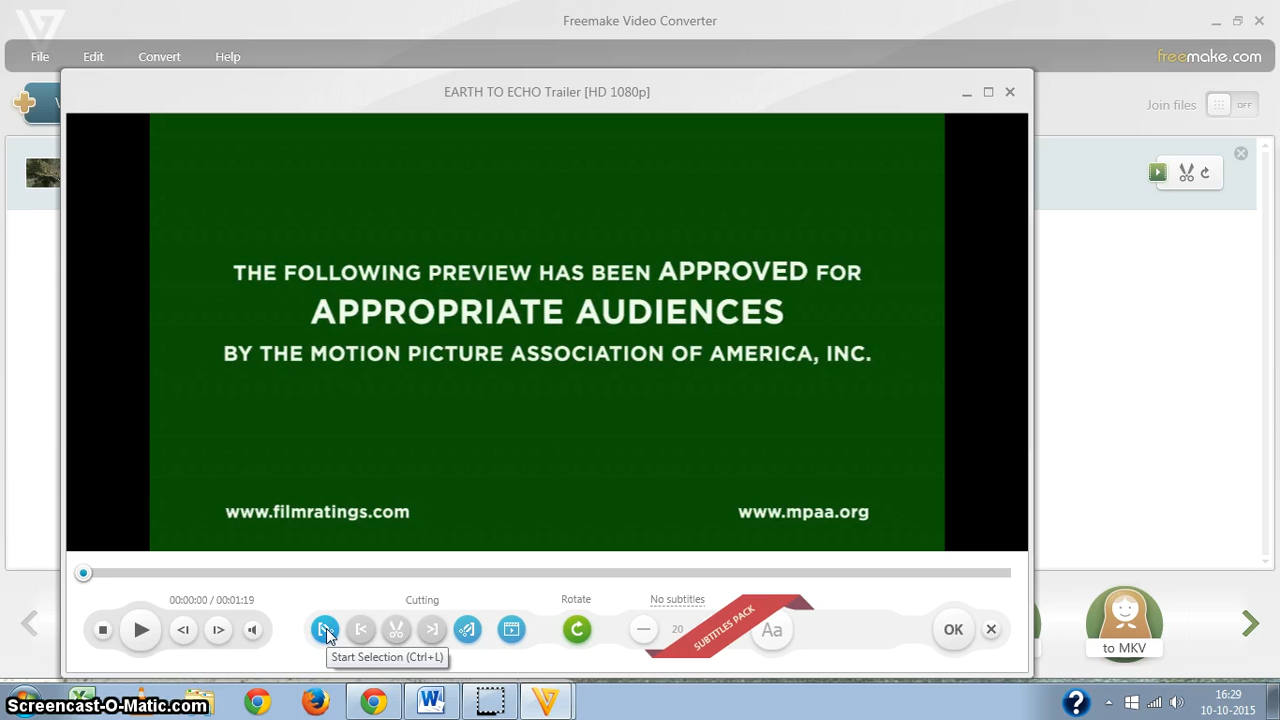 Freemake Video Converter
File Edit Convert Help
freemake.com
EARTH TO ECHO Trailer [HD 1080p]
Join files
OFF
THE FOLLOWING PREVIEW HAS BEEN APPROVED FOR
APPROPRIATE AUDIENCES
BY THE MOTION PICTURE ASSOCIATION OF AMERICA, INC.
www.filmratings.com
www.mpaa.org
00:00:00 / 00:01:19
Cutting
Rotate
No subtitles
20
SUBTITLES PACK
Aa
OK
to MKV
Start Selection (Ctrl+L)
Screencast-O-Matic.com
16:29
10-10-2015